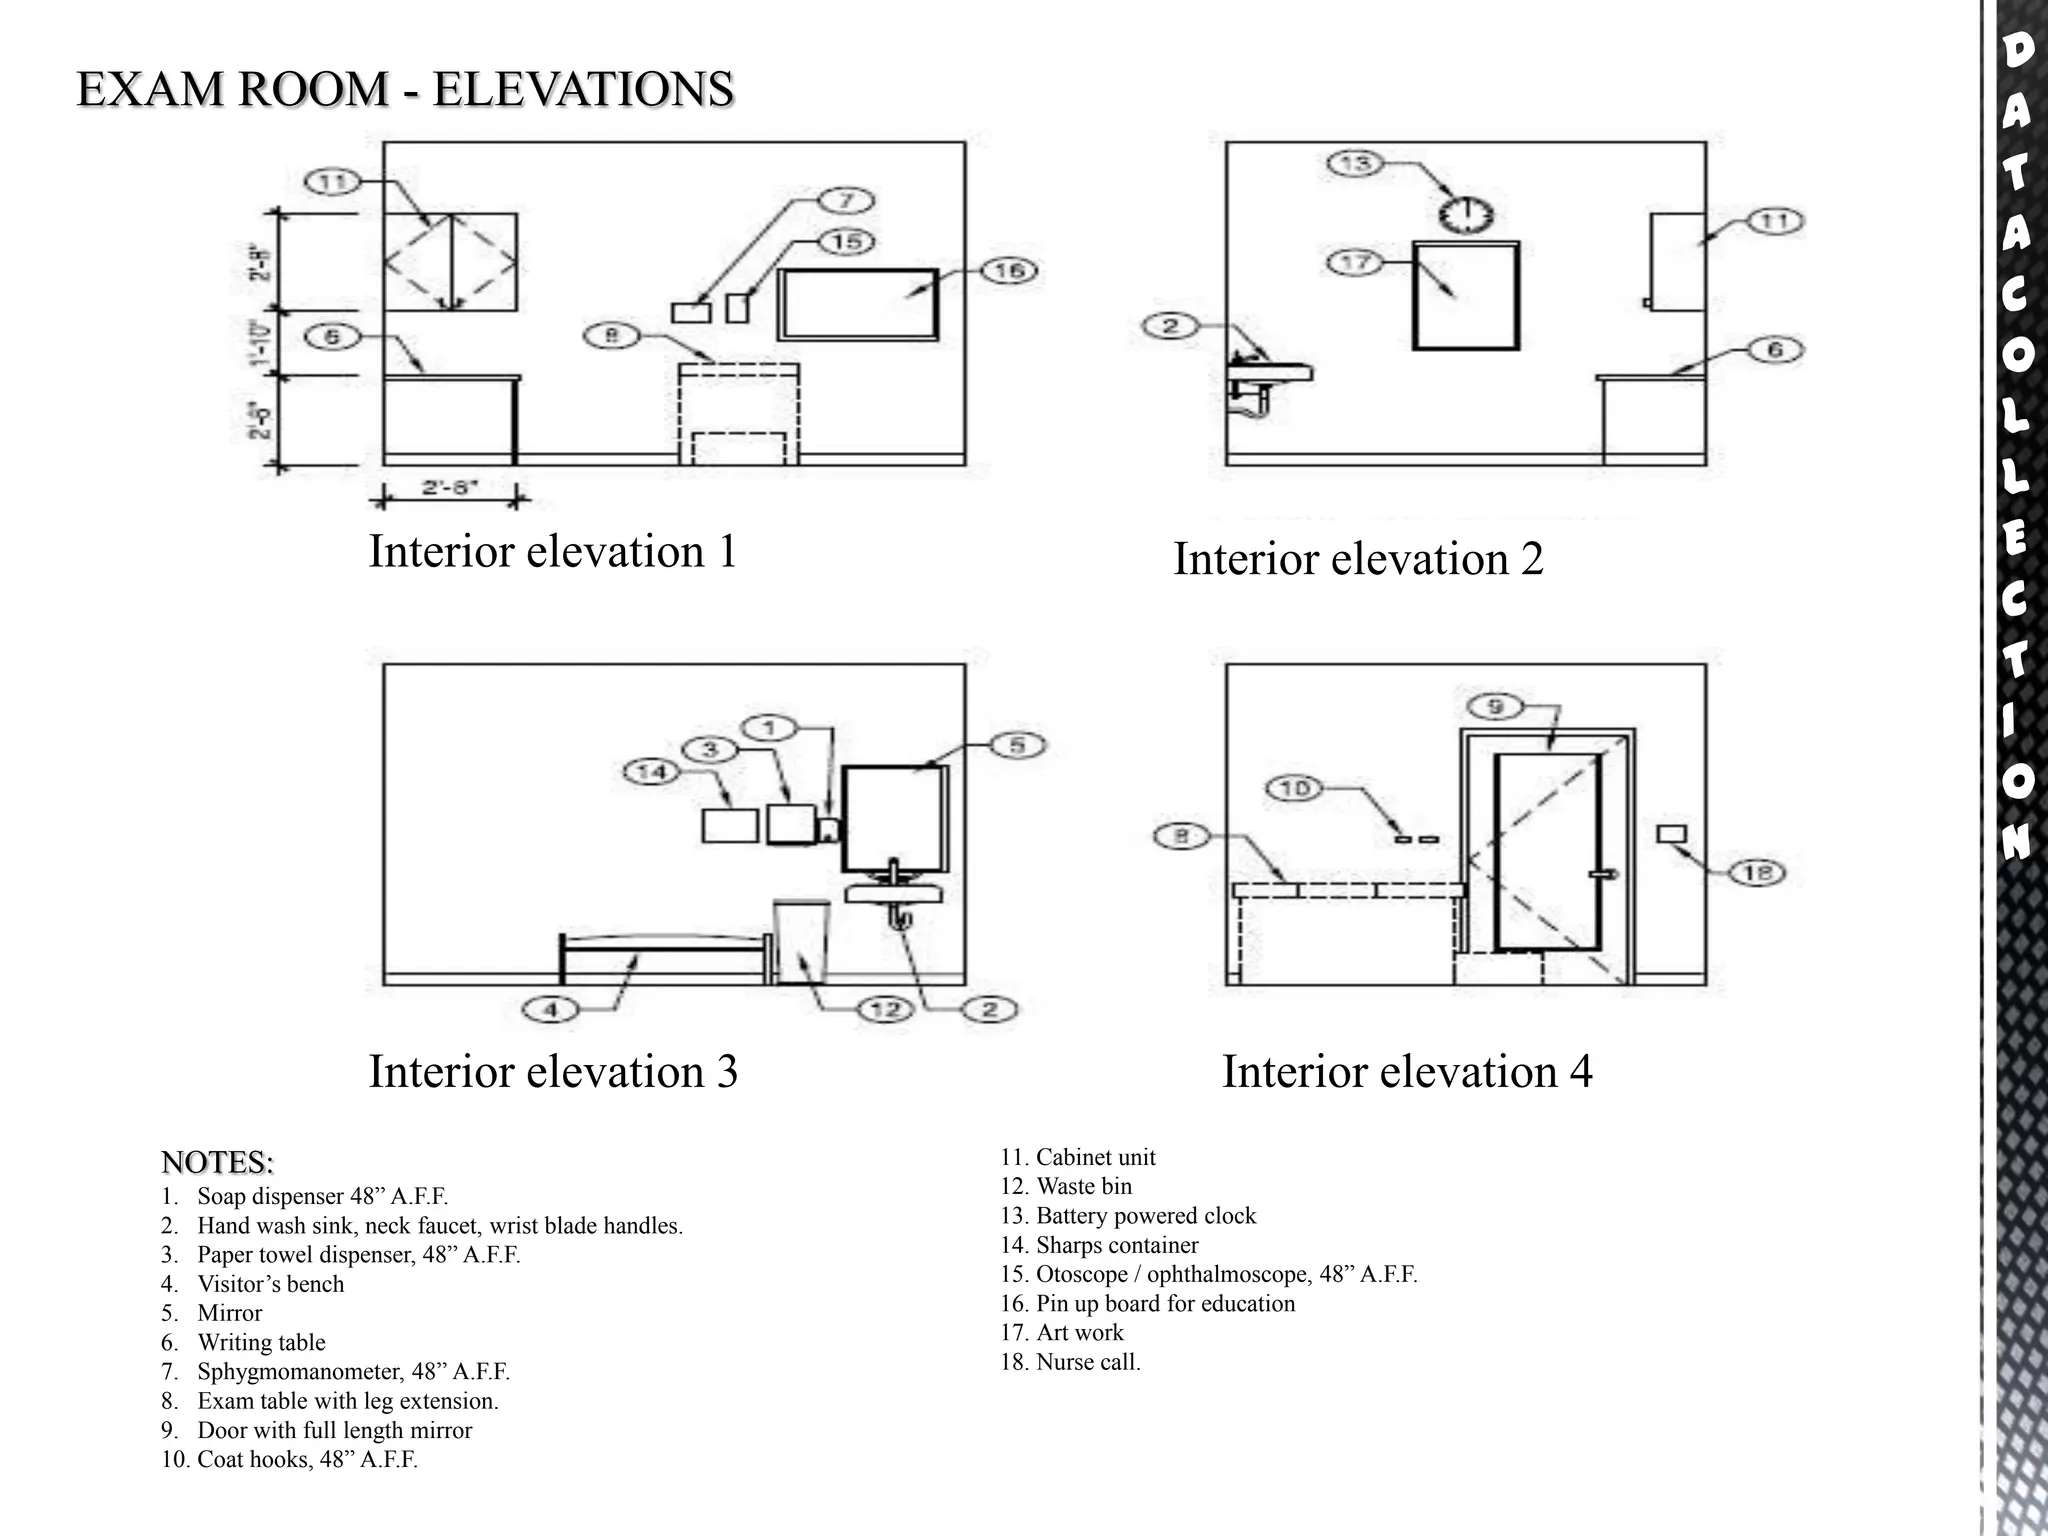 EXAM ROOM - ELEVATIONS
11
7
15
16
8
6
1'-10"
Interior elevation 1
13
11
17
2
6
Interior elevation 2
1
3
14
5
4
12
2
Interior elevation 3
9
10
8
18
Interior elevation 4
NOTES:
1. Soap dispenser 48” A.F.F.
2. Hand wash sink, neck faucet, wrist blade handles.
3. Paper towel dispenser, 48” A.F.F.
4. Visitor’s bench
5. Mirror
6. Writing table
7. Sphygmomanometer, 48” A.F.F.
8. Exam table with leg extension.
9. Door with full length mirror
10. Coat hooks, 48” A.F.F.
11. Cabinet unit
12. Waste bin
13. Battery powered clock
14. Sharps container
15. Otoscope / ophthalmoscope, 48” A.F.F.
16. Pin up board for education
17. Art work
18. Nurse call.
DATACOLLECTION